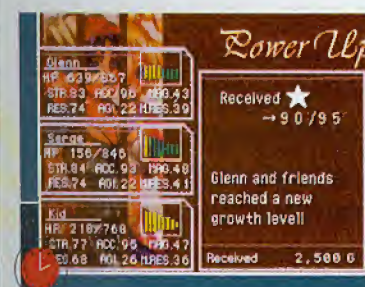 Power Up
Glenn
HP 639/867
STR.83 ACC.96 MAG.43
RES.74 AGL.22 M.RES.39
Serge
HP 156/846
STR.84 ACC.93 MAG.48
RES.74 AGL.22 M.RES.41
Kid
HP 218/768
STR.77 ACC.95 MAG.47
RES.68 AGL.26 M.RES.36
Received ★
→90/95
Glenn and friends
reached a new
growth level!
Received 2,500 G